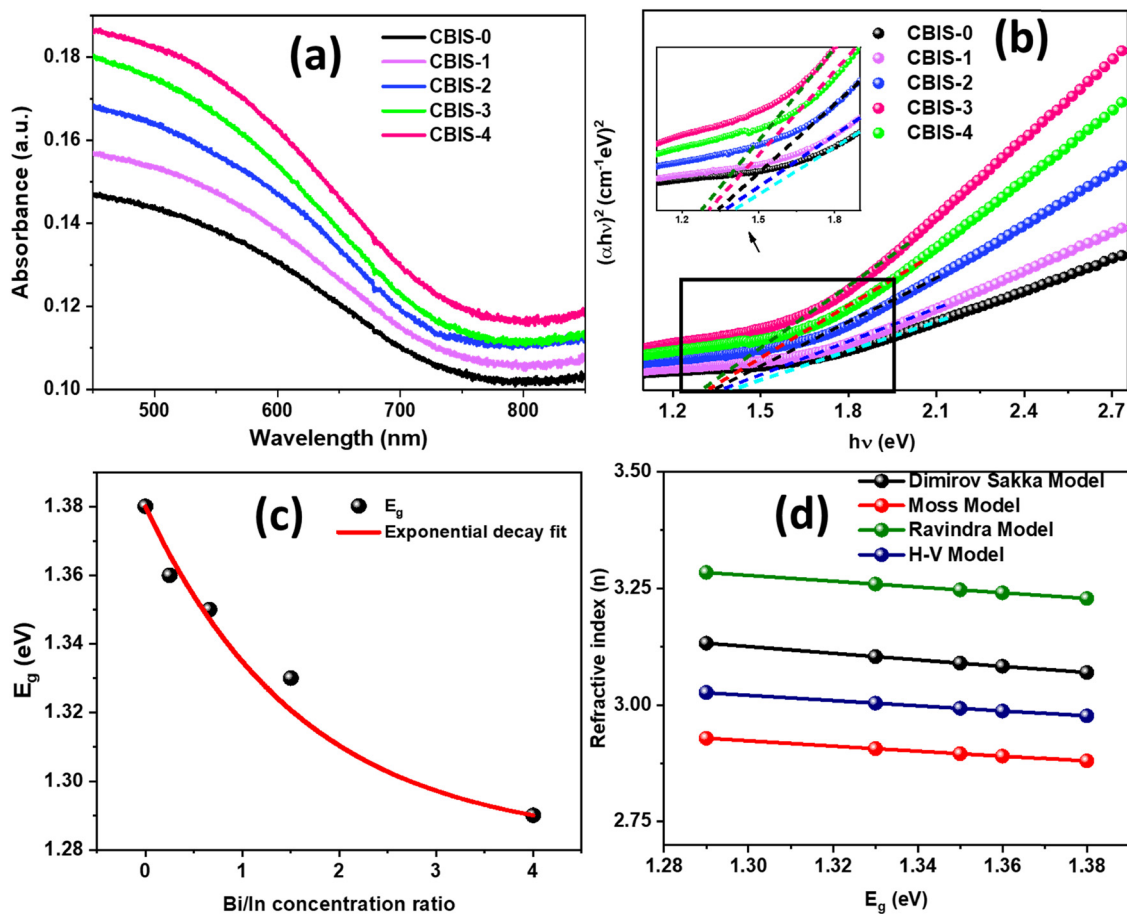 (a)
CBIS-0
CBIS-1
CBIS-2
CBIS-3
CBIS-4
0.18
0.16
0.14
0.12
0.10
Absorbance (a.u.)
500
600
700
800
Wavelength (nm)
(b)
CBIS-0
CBIS-1
CBIS-2
CBIS-3
CBIS-4
1.2
1.5
1.8
(αhν)² (cm⁻¹eV)²
1.2
1.5
1.8
2.1
2.4
2.7
hν (eV)
(c)
E_g
Exponential decay fit
1.38
1.36
1.34
1.32
1.30
1.28
E_g (eV)
0
1
2
3
4
Bi/In concentration ratio
(d)
Dimirov Sakka Model
Moss Model
Ravindra Model
H-V Model
3.50
3.25
3.00
2.75
Refractive index (n)
1.28
1.30
1.32
1.34
1.36
1.38
E_g (eV)